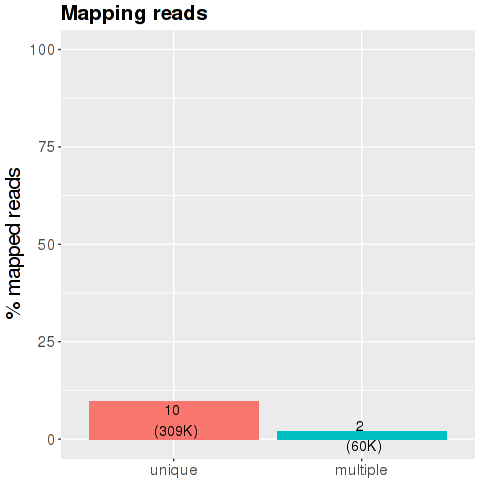 Mapping reads
% mapped reads
100
75
50
25
0
10
(309K)
2
(60K)
unique
multiple